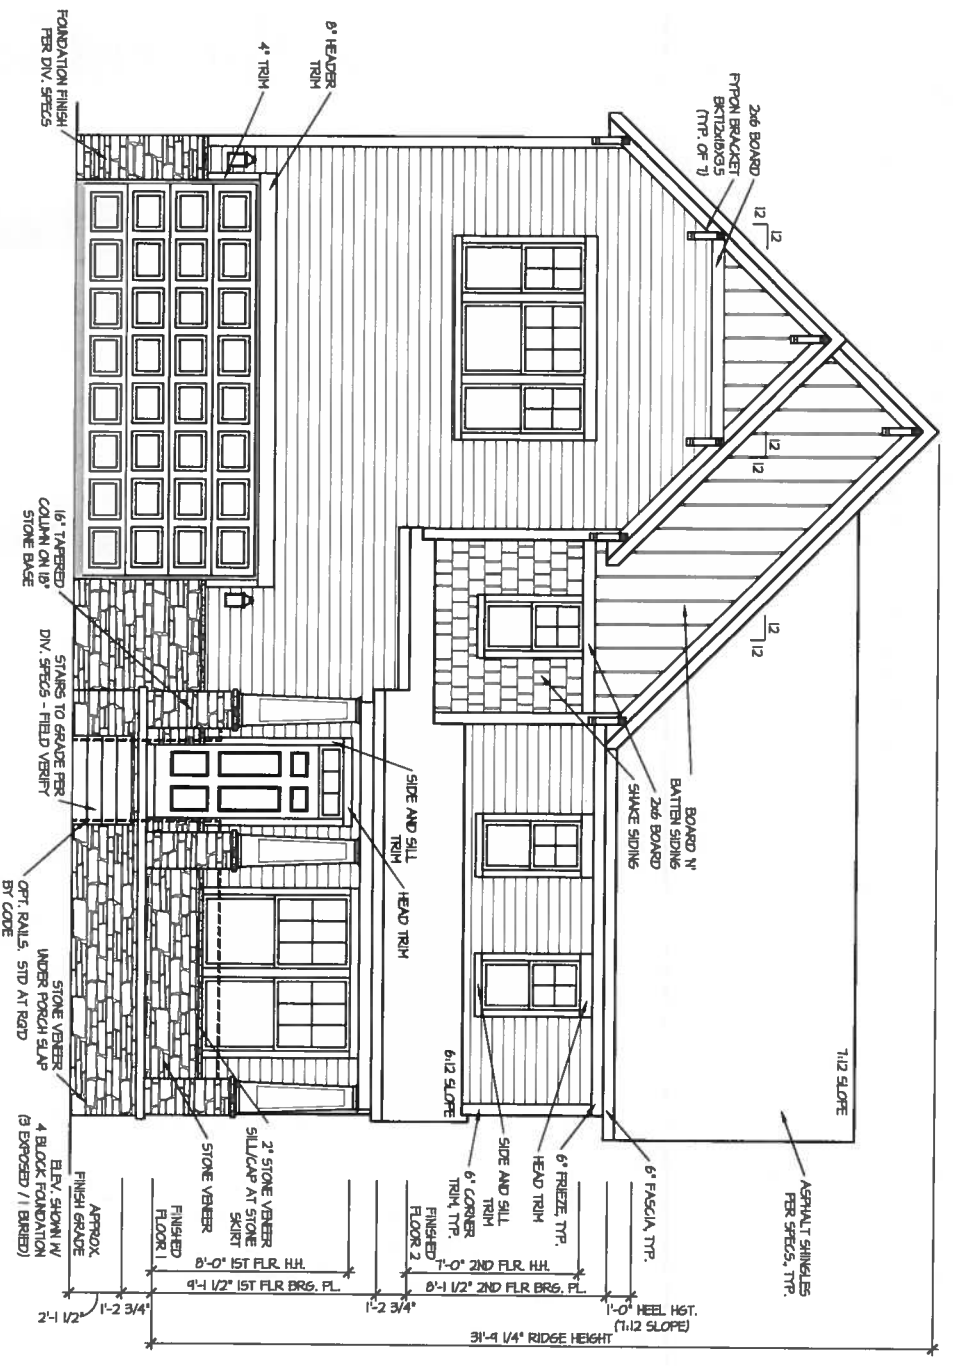 2x6 BOARD
FYPON BRACKET
BKT12x18X3.5
(TYP. OF 7)
8" HEADER
TRIM
4" TRIM
FOUNDATION FINISH
PER DIV. SPECS
12
12
12
12
12
12
BOARD 'N'
BATTEN SIDING
2x6 BOARD
SHAKE SIDING
7:12 SLOPE
ASPHALT SHINGLES
PER SPECS, TYP.
6" FASCIA, TYP.
6" FRIEZE, TYP.
HEAD TRIM
SIDE AND SILL
TRIM
6" CORNER
TRIM, TYP.
6:12 SLOPE
SIDE AND SILL
TRIM
HEAD TRIM
16" TAPERED
COLUMN ON 18"
STONE BASE
STAIRS TO GRADE PER
DIV. SPECS - FIELD VERIFY
OPT. RAILS. STD AT RQ'D
BY CODE
STONE VENEER
UNDER PORCH SLAP
2" STONE VENEER
SILL/CAP AT STONE
SKIRT
STONE VENEER
FINISHED
FLOOR 2
FINISHED
FLOOR 1
APPROX.
FINISH GRADE
ELEV. SHOWN W/
4 BLOCK FOUNDATION
(3 EXPOSED / 1 BURIED)
1'-0" HEEL HGT.
(7:12 SLOPE)
7'-0" 2ND FLR. H.H.
8'-1 1/2" 2ND FLR BRG. PL.
1'-2 3/4"
8'-0" 1ST FLR. H.H.
9'-1 1/2" 1ST FLR BRG. PL.
1'-2 3/4"
2'-1 1/2"
31'-9 1/4" RIDGE HEIGHT